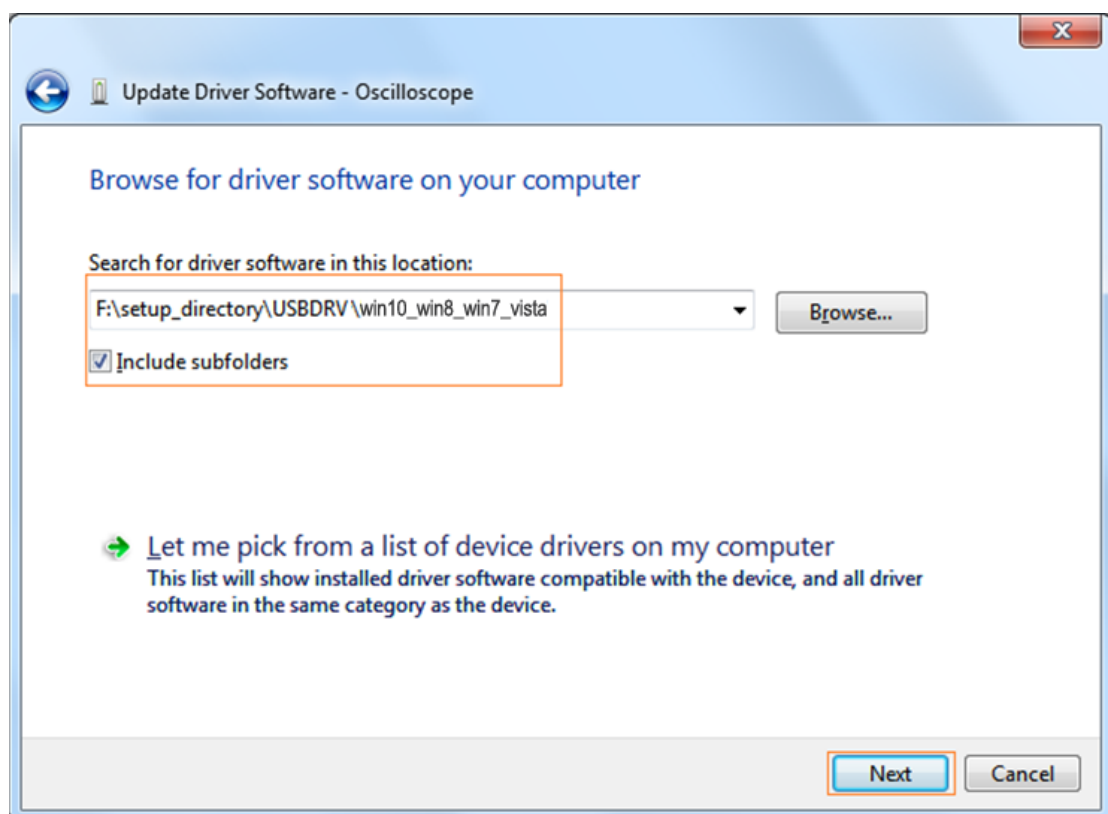 Update Driver Software - Oscilloscope
Browse for driver software on your computer
Search for driver software in this location:
F:\setup_directory\USBDRV\win10_win8_win7_vista
Browse...
Include subfolders
Let me pick from a list of device drivers on my computer
This list will show installed driver software compatible with the device, and all driver
software in the same category as the device.
Next
Cancel